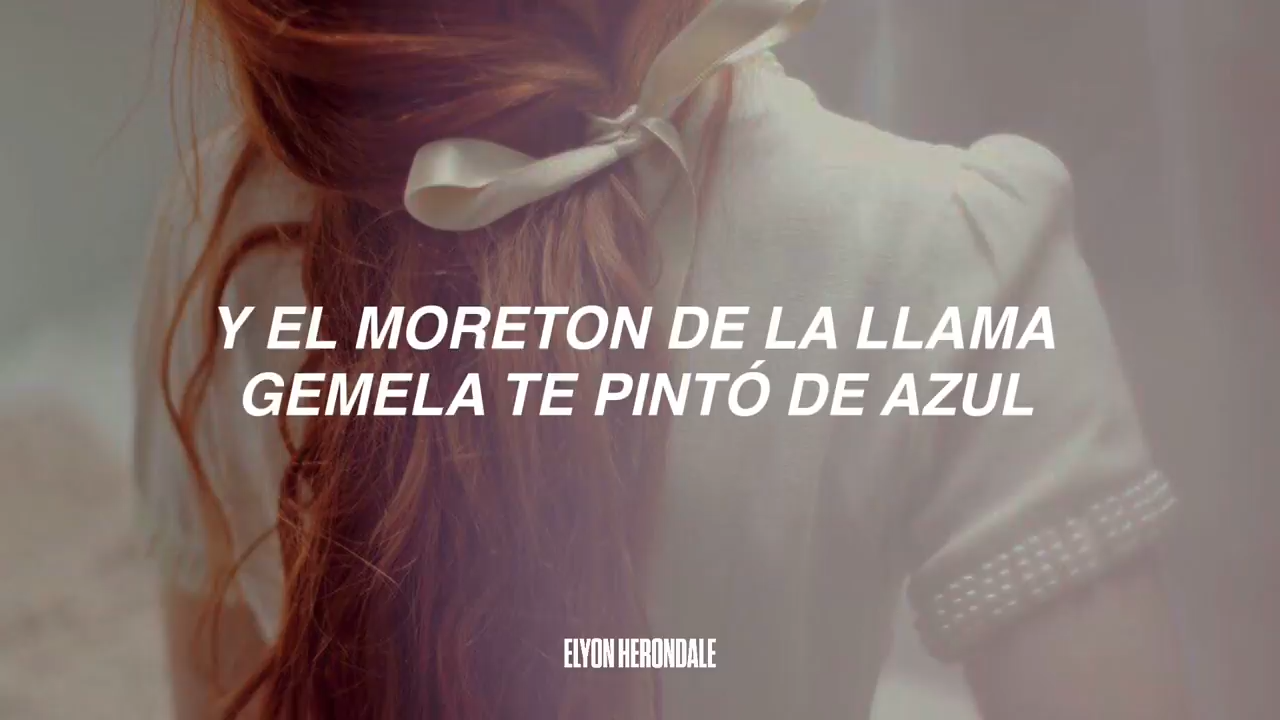 Y EL MORETON DE LA LLAMA
GEMELA TE PINTÓ DE AZUL
ELYON HERONDALE